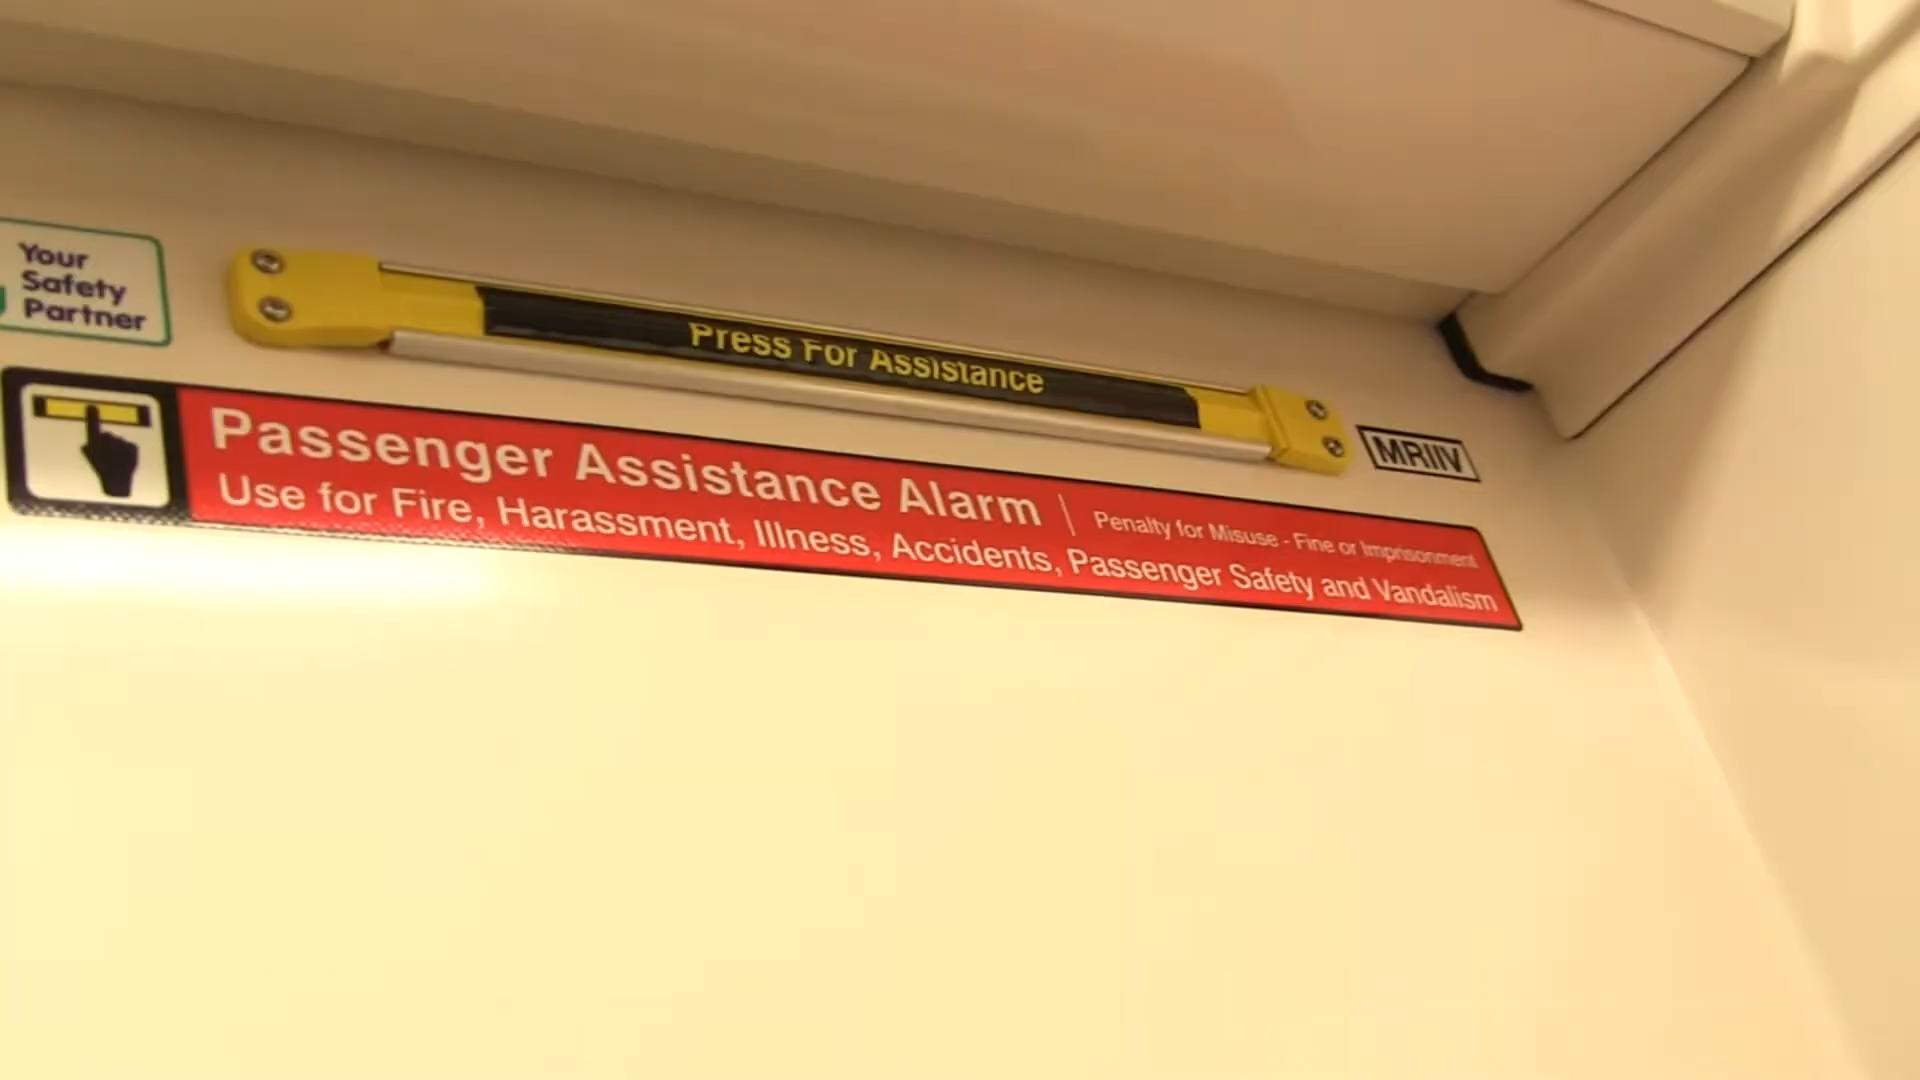 Your
Safety
Partner
Press For Assistance
MRIIV
Passenger Assistance Alarm | Penalty for Misuse - Fine or Imprisonment
Use for Fire, Harassment, Illness, Accidents, Passenger Safety and Vandalism